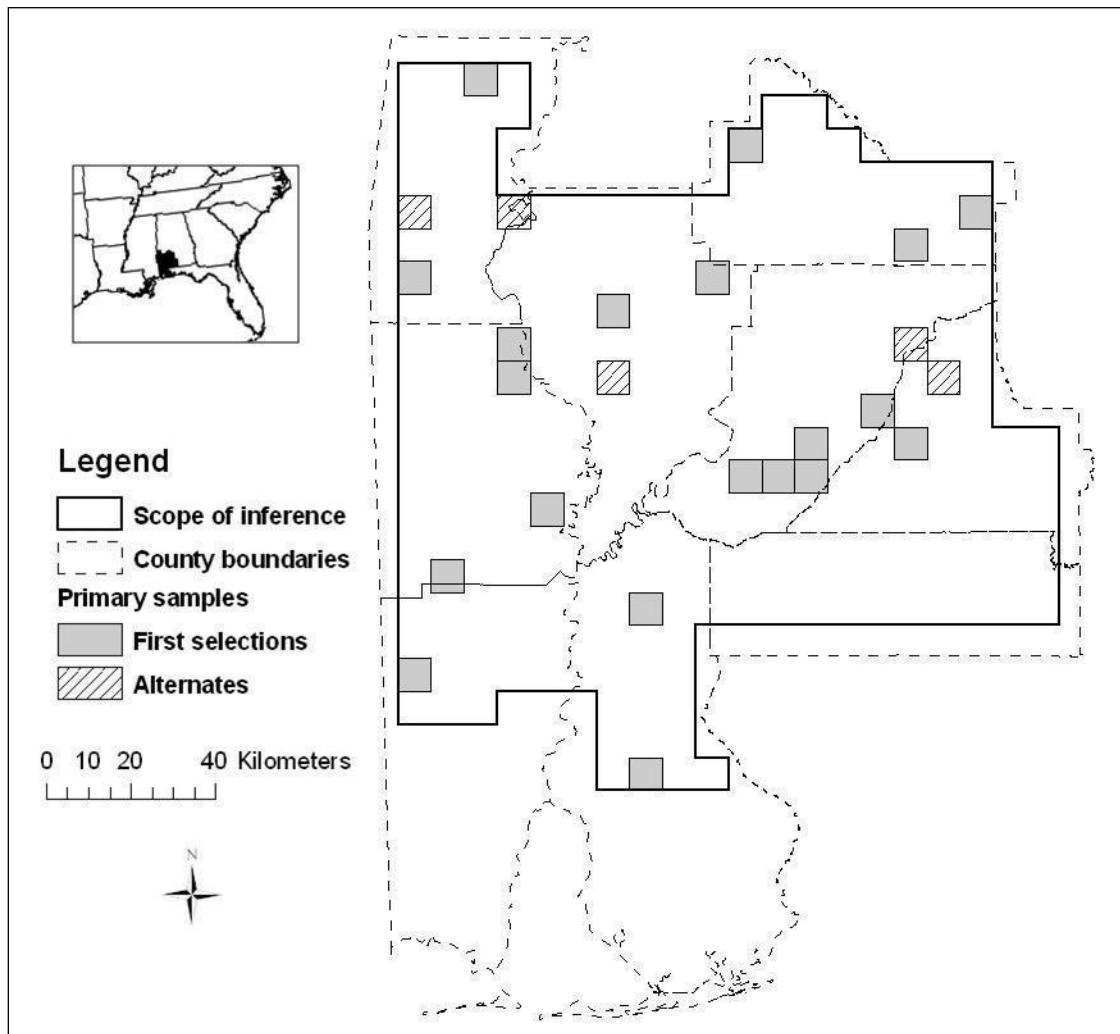 Legend
Scope of inference
County boundaries
Primary samples
First selections
Alternates
0 10 20 40 Kilometers
N